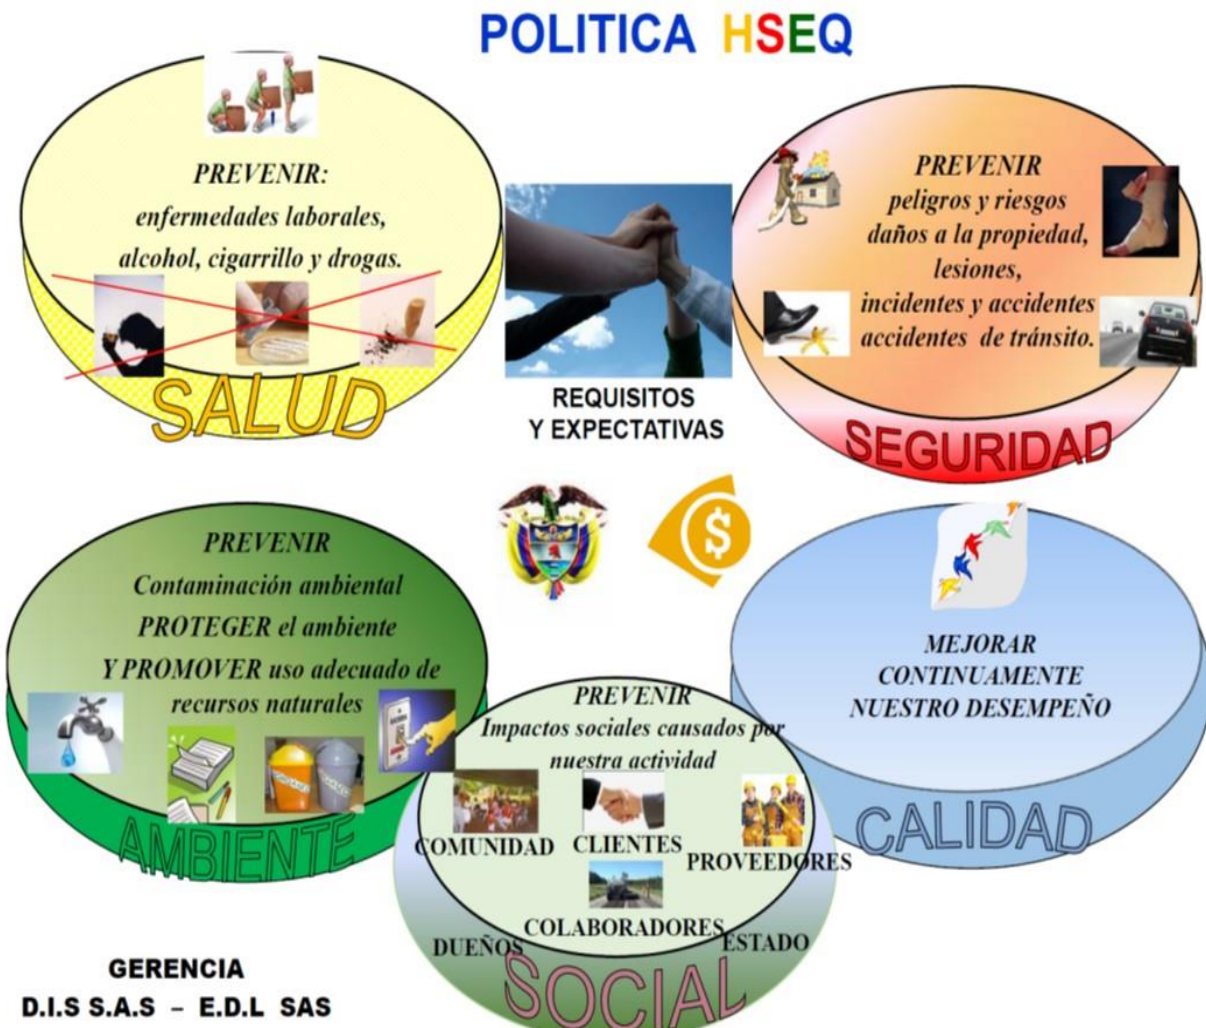 POLITICA HSEQ
PREVENIR:
enfermedades laborales,
alcohol, cigarrillo y drogas.
SALUD
REQUISITOS
Y EXPECTATIVAS
PREVENIR
peligros y riesgos
daños a la propiedad,
lesiones,
incidentes y accidentes
accidentes de tránsito.
SEGURIDAD
PREVENIR
Contaminación ambiental
PROTEGER el ambiente
Y PROMOVER uso adecuado de
recursos naturales
AMBIENTE
PREVENIR
Impactos sociales causados por
nuestra actividad
COMUNIDAD
CLIENTES
PROVEEDORES
COLABORADORES
DUEÑOS
ESTADO
SOCIAL
MEJORAR
CONTINUAMENTE
NUESTRO DESEMPEÑO
CALIDAD
GERENCIA
D.I.S S.A.S – E.D.L SAS